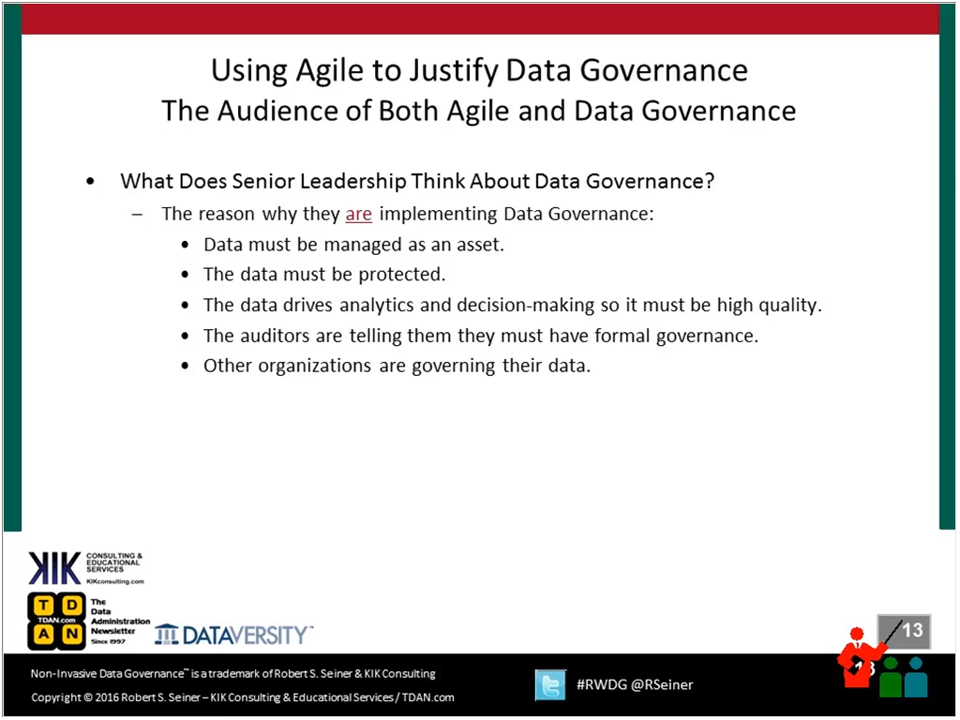 Using Agile to Justify Data Governance
The Audience of Both Agile and Data Governance
• What Does Senior Leadership Think About Data Governance?
– The reason why they are implementing Data Governance:
• Data must be managed as an asset.
• The data must be protected.
• The data drives analytics and decision-making so it must be high quality.
• The auditors are telling them they must have formal governance.
• Other organizations are governing their data.
KIK
CONSULTING &
EDUCATIONAL
SERVICES
KIKconsulting.com
T D
TDAN.com
A N
The
Data
Administration
Newsletter
Since 1997
DATAVERSITY™
13
13
Non-Invasive Data Governance™ is a trademark of Robert S. Seiner & KIK Consulting
Copyright © 2016 Robert S. Seiner – KIK Consulting & Educational Services / TDAN.com
#RWDG @RSeiner